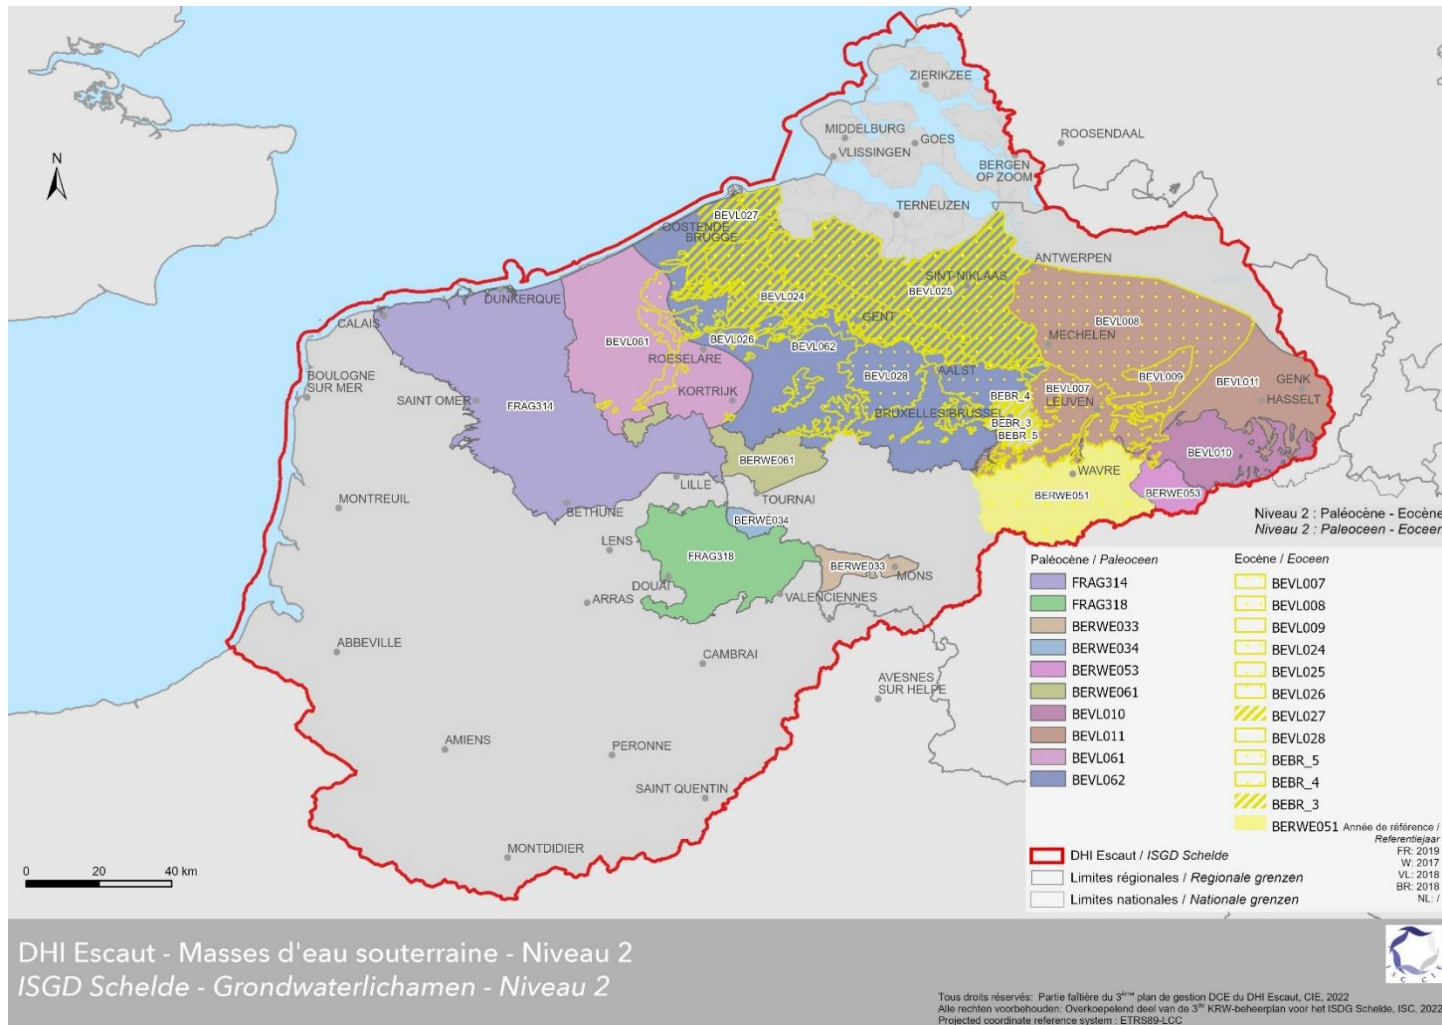 ZIERIKZEE
MIDDELBURG
GOES
ROOSENDAAL
VLISSINGEN
BERGEN
OP ZOOM
N
TERNEUZEN
BEVL027
OOSTENDE
BRUGGE
ANTWERPEN
SINT-NIKLAAS
BEVL025
BEVL024
DUNKERQUE
CALAIS
GENT
BEVL008
MECHELEN
BEVL026
BEVL062
BEVL061
ROESELARE
AALST
BEVL028
BEVL009
BEVL011
GENK
HASSELT
BOULOGNE
SUR MER
BEVL007
LEUVEN
BEBR_4
KORTRIJK
SAINT OMER
FRAG314
BRUXELLES/BRUSSEL
BEBR_3
BEBR_5
BEVL010
BERWE061
WAVRE
LILLE
TOURNAI
BERWE051
BERWE053
MONTREUIL
BETHUNE
BERWE034
LENS
FRAG318
BERWE033
MONS
DOUAI
VALENCIENNES
ARRAS
ABBEVILLE
CAMBRAI
AVESNES
SUR HELPE
AMIENS
PERONNE
SAINT QUENTIN
MONTDIDIER
0 20 40 km
Niveau 2 : Paléocène - Eocène
Niveau 2 : Paleoceen - Eoceen
Paléocène / Paleoceen
FRAG314
FRAG318
BERWE033
BERWE034
BERWE053
BERWE061
BEVL010
BEVL011
BEVL061
BEVL062
Eocène / Eoceen
BEVL007
BEVL008
BEVL009
BEVL024
BEVL025
BEVL026
BEVL027
BEVL028
BEBR_5
BEBR_4
BEBR_3
BERWE051
Année de référence /
Referentiejaar
FR: 2019
W: 2017
VL: 2018
BR: 2018
NL: /
DHI Escaut / ISGD Schelde
Limites régionales / Regionale grenzen
Limites nationales / Nationale grenzen
DHI Escaut - Masses d'eau souterraine - Niveau 2
ISGD Schelde - Grondwaterlichamen - Niveau 2
ISC CIE
Tous droits réservés: Partie faîtière du 3ème plan de gestion DCE du DHI Escaut, CIE, 2022
Alle rechten voorbehouden: Overkoepelend deel van de 3de KRW-beheerplan voor het ISDG Schelde, ISC, 2022
Projected coordinate reference system : ETRS89-LCC